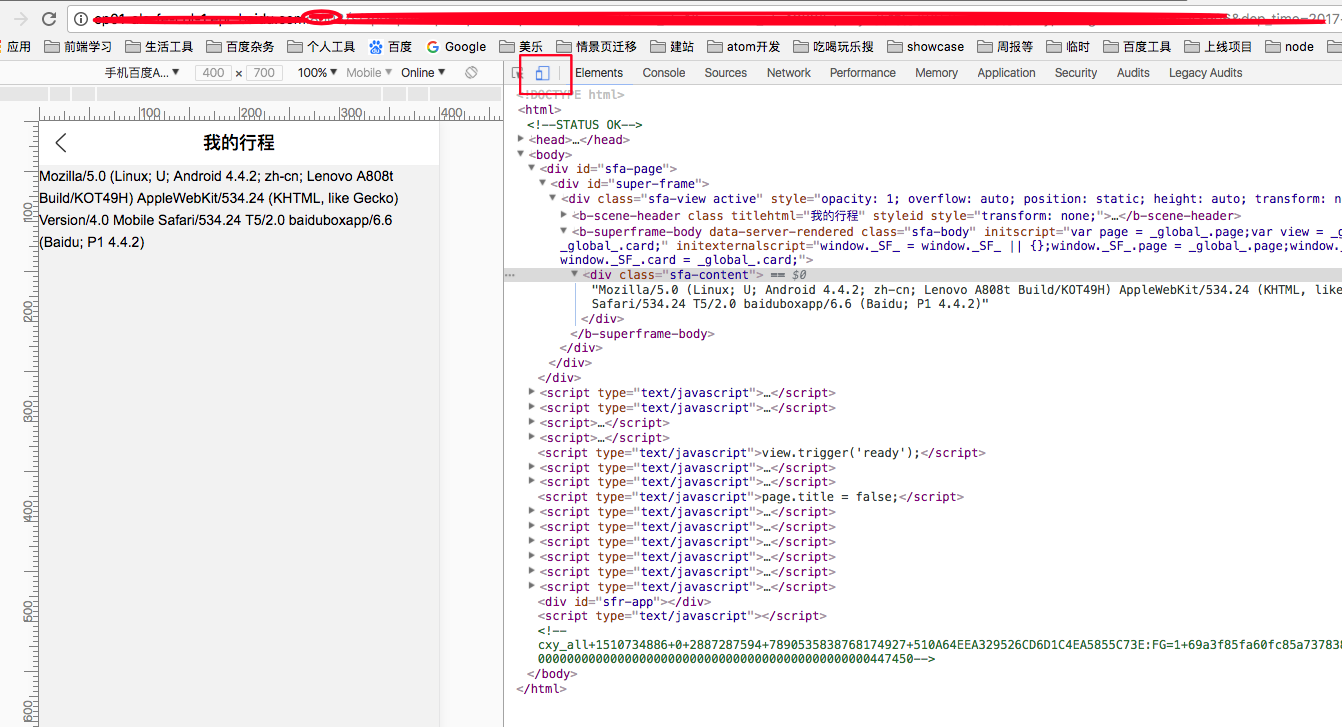 &dep_time=2017-
应用 前端学习 生活工具 百度杂务 个人工具 百度 Google 美乐 情景页迁移 建站 atom开发 吃喝玩乐搜 showcase 周报等 临时 百度工具 上线项目 node
手机百度A... ▼ 400 × 700 100% ▼ Mobile ▼ Online ▼
Elements Console Sources Network Performance Memory Application Security Audits Legacy Audits
100 200 300 400
100
200
300
400
500
600
我的行程
Mozilla/5.0 (Linux; U; Android 4.4.2; zh-cn; Lenovo A808t
Build/KOT49H) AppleWebKit/534.24 (KHTML, like Gecko)
Version/4.0 Mobile Safari/534.24 T5/2.0 baiduboxapp/6.6
(Baidu; P1 4.4.2)
<!DOCTYPE html>
<html>
<!--STATUS OK-->
<head>…</head>
<body>
<div id="sfa-page">
<div id="super-frame">
<div class="sfa-view active" style="opacity: 1; overflow: auto; position: static; height: auto; transform: n
<b-scene-header class titlehtml="我的行程" styleid style="transform: none;">…</b-scene-header>
<b-superframe-body data-server-rendered class="sfa-body" initscript="var page = _global_.page;var view = _g
_global_.card;" initexternalscript="window._SF_ = window._SF_ || {};window._SF_.page = _global_.page;window.
window._SF_.card = _global_.card;">
<div class="sfa-content"> == $0
"Mozilla/5.0 (Linux; U; Android 4.4.2; zh-cn; Lenovo A808t Build/KOT49H) AppleWebKit/534.24 (KHTML, like
Safari/534.24 T5/2.0 baiduboxapp/6.6 (Baidu; P1 4.4.2)"
</div>
</b-superframe-body>
</div>
</div>
</div>
<script type="text/javascript">…</script>
<script type="text/javascript">…</script>
<script>…</script>
<script>…</script>
<script type="text/javascript">view.trigger('ready');</script>
<script type="text/javascript">…</script>
<script type="text/javascript">…</script>
<script type="text/javascript">page.title = false;</script>
<script type="text/javascript">…</script>
<script type="text/javascript">…</script>
<script type="text/javascript">…</script>
<script type="text/javascript">…</script>
<script type="text/javascript">…</script>
<script type="text/javascript">…</script>
<div id="sfr-app"></div>
<script type="text/javascript"></script>
<!--
cxy_all+1510734886+0+2887287594+7890535838768174927+510A64EEA329526CD6D1C4EA5855C73E:FG=1+69a3f85fa60fc85a73783
000000000000000000000000000000000000000000000447450-->
</body>
</html>